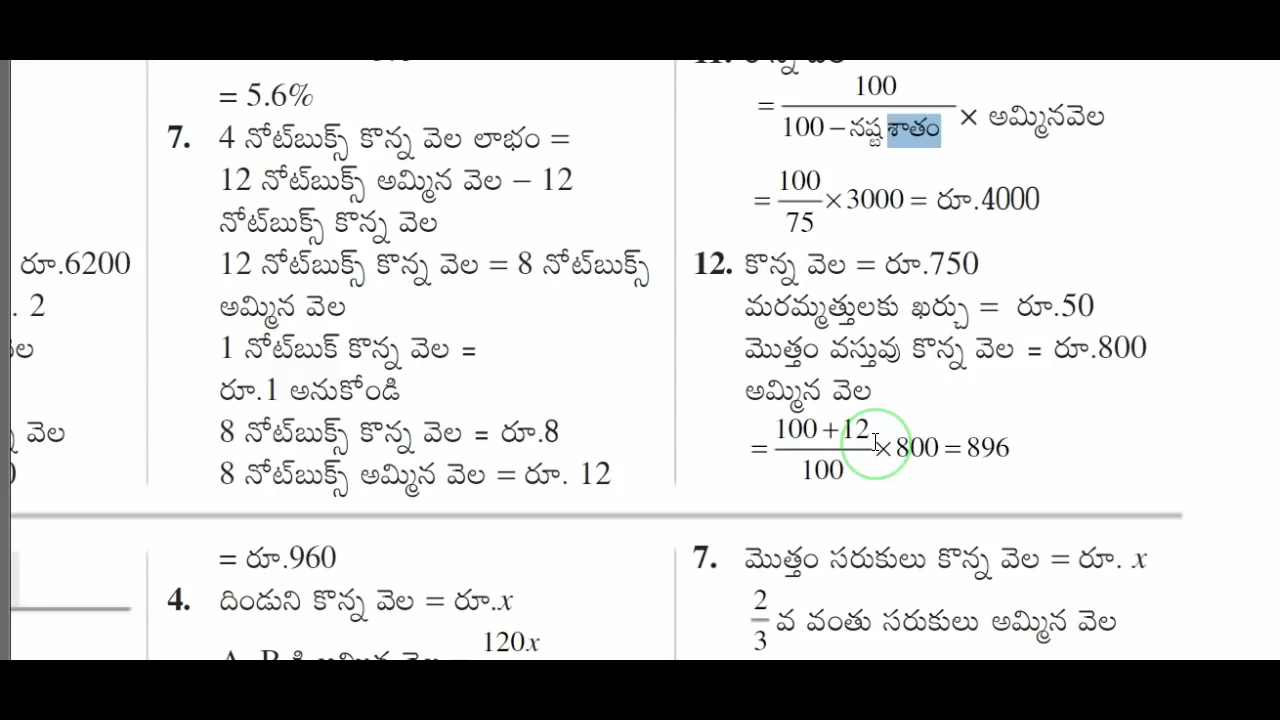 రూ.6200
. 2
వెల
= 5.6%
7. 4 నోట్‌బుక్స్ కొన్న వెల లాభం =
12 నోట్‌బుక్స్ అమ్మిన వెల – 12
నోట్‌బుక్స్ కొన్న వెల
12 నోట్‌బుక్స్ కొన్న వెల = 8 నోట్‌బుక్స్
అమ్మిన వెల
1 నోట్‌బుక్ కొన్న వెల =
రూ.1 అనుకోండి
8 నోట్‌బుక్స్ కొన్న వెల = రూ.8
8 నోట్‌బుక్స్ అమ్మిన వెల = రూ. 12
= 100 / 100 – నష్ట శాతం × అమ్మినవెల
= 100 / 75 × 3000 = రూ.4000
12. కొన్న వెల = రూ.750
మరమ్మత్తులకు ఖర్చు = రూ.50
మొత్తం వస్తువు కొన్న వెల = రూ.800
అమ్మిన వెల
= 100 + 12 / 100 × 800 = 896
= రూ.960
4. దిండుని కొన్న వెల = రూ.x
120x
7. మొత్తం సరుకులు కొన్న వెల = రూ. x
2/3 వ వంతు సరుకులు అమ్మిన వెల